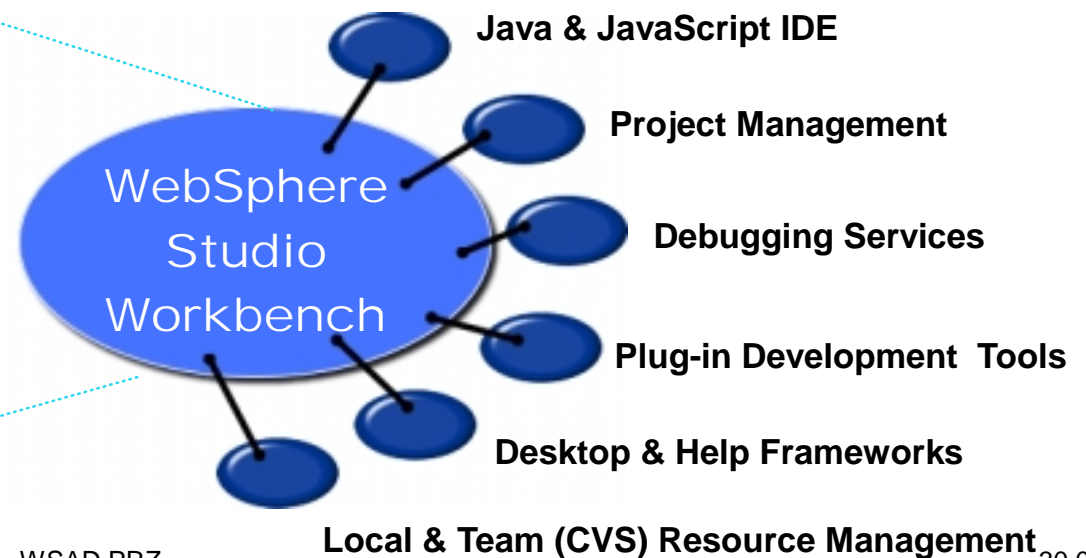 Java & JavaScript IDE
Project Management
WebSphere
Studio
Workbench
Debugging Services
Plug-in Development Tools
Desktop & Help Frameworks
Local & Team (CVS) Resource Management